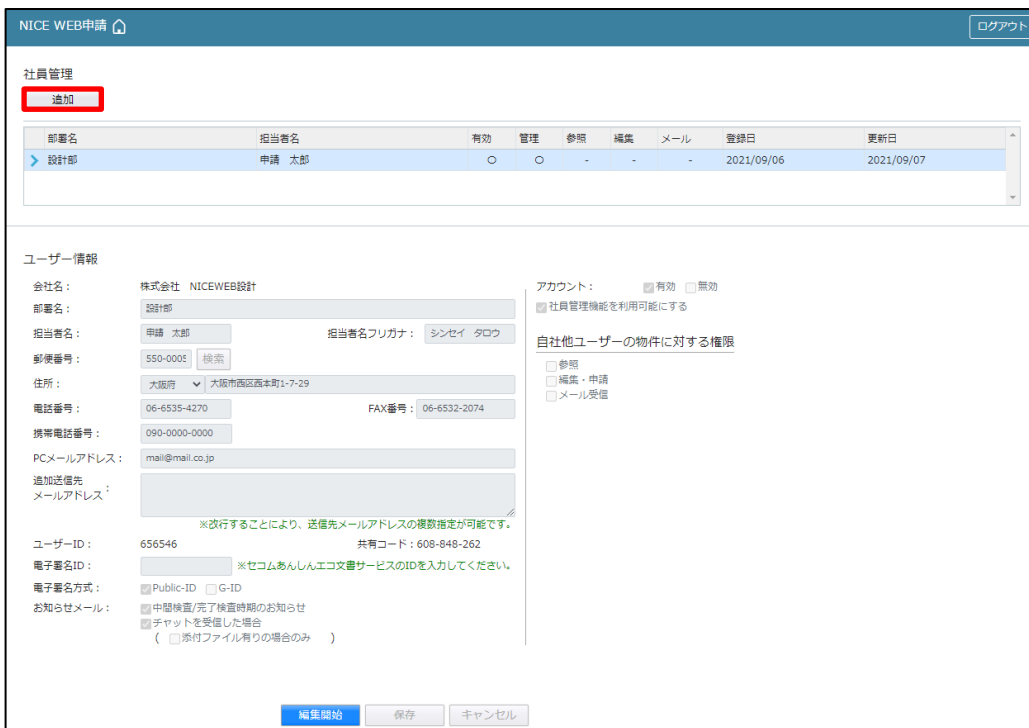 NICE WEB申請 ログアウト
社員管理
追加
部署名 担当者名 有効 管理 参照 編集 メール 登録日 更新日
設計部 申請 太郎 ○ ○ - - - 2021/09/06 2021/09/07
ユーザー情報
会社名： 株式会社 NICEWEB設計 アカウント： 有効 無効
部署名： 設計部 社員管理機能を利用可能にする
担当者名： 申請 太郎 担当者名フリガナ： シンセイ タロウ
自社他ユーザーの物件に対する権限
郵便番号： 550-0005 検索 参照
住所： 大阪府 大阪市西区西本町1-7-29 編集・申請
メール受信
電話番号： 06-6535-4270 FAX番号： 06-6532-2074
携帯電話番号： 090-0000-0000
PCメールアドレス： mail@mail.co.jp
追加送信先
メールアドレス：
※改行することにより、送信先メールアドレスの複数指定が可能です。
ユーザーID： 656546 共有コード：608-848-262
電子署名ID： ※セコムあんしんエコ文書サービスのIDを入力してください。
電子署名方式： Public-ID G-ID
お知らせメール： 中間検査/完了検査時期のお知らせ
チャットを受信した場合
( 添付ファイル有りの場合のみ )
編集開始 保存 キャンセル